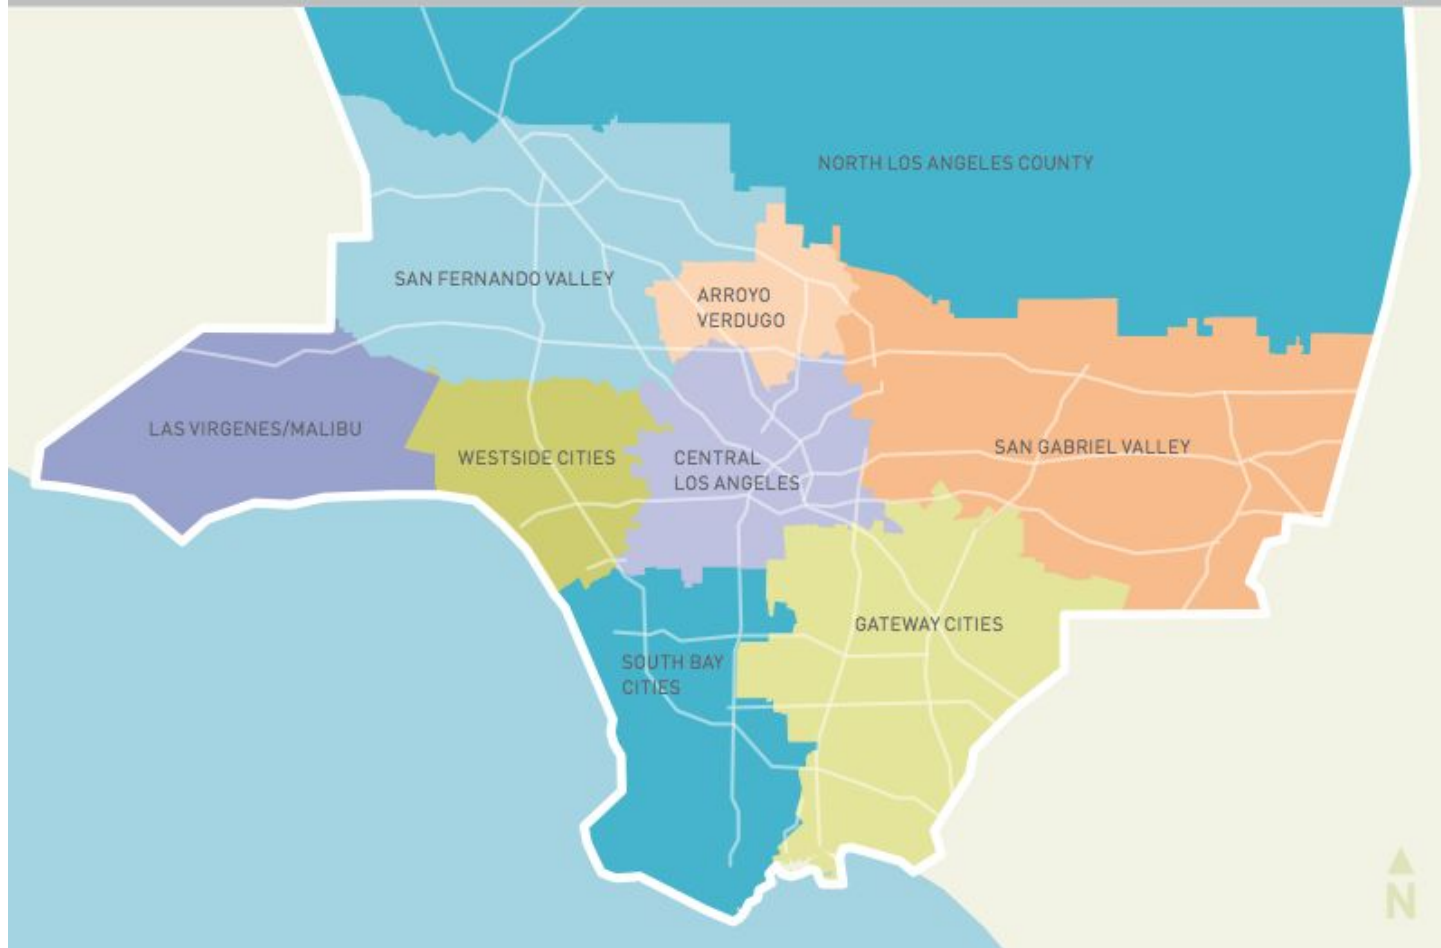 NORTH LOS ANGELES COUNTY
SAN FERNANDO VALLEY
ARROYO
VERDUGO
LAS VIRGENES/MALIBU
WESTSIDE CITIES
CENTRAL
LOS ANGELES
SAN GABRIEL VALLEY
GATEWAY CITIES
SOUTH BAY
CITIES
N